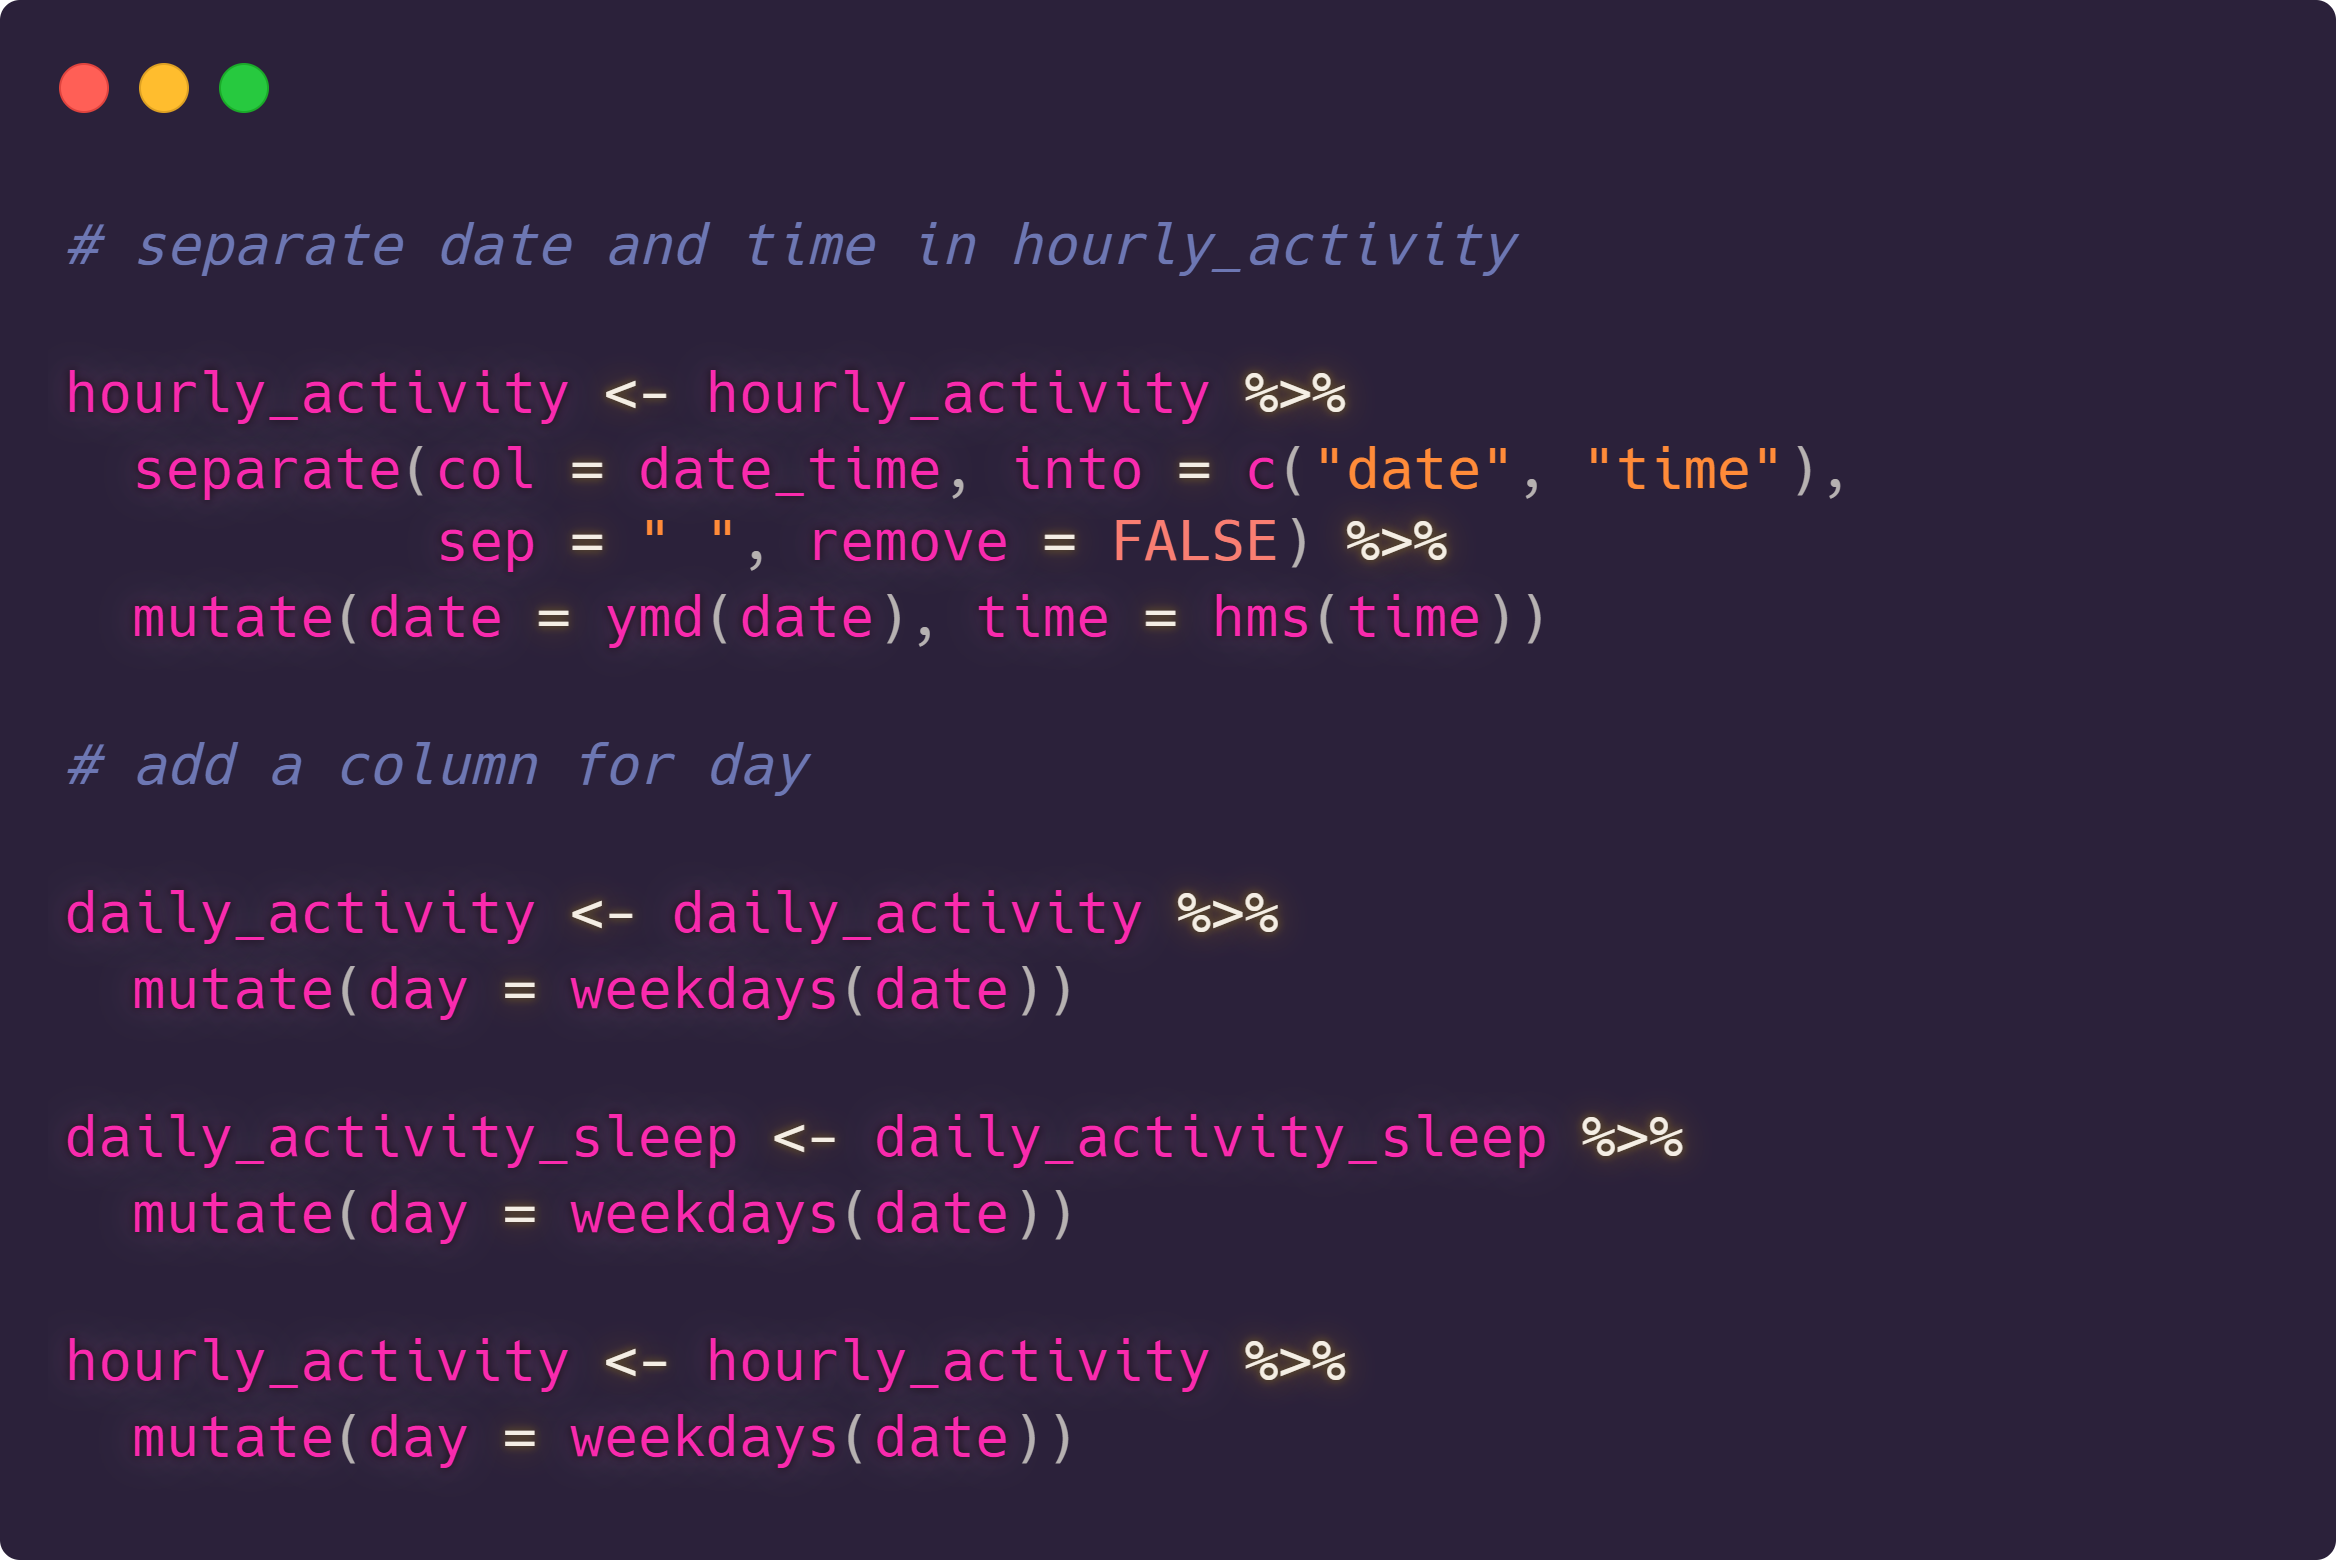 # separate date and time in hourly_activity

hourly_activity <- hourly_activity %>%
  separate(col = date_time, into = c("date", "time"),
           sep = " ", remove = FALSE) %>%
  mutate(date = ymd(date), time = hms(time))

# add a column for day

daily_activity <- daily_activity %>%
  mutate(day = weekdays(date))

daily_activity_sleep <- daily_activity_sleep %>%
  mutate(day = weekdays(date))

hourly_activity <- hourly_activity %>%
  mutate(day = weekdays(date))